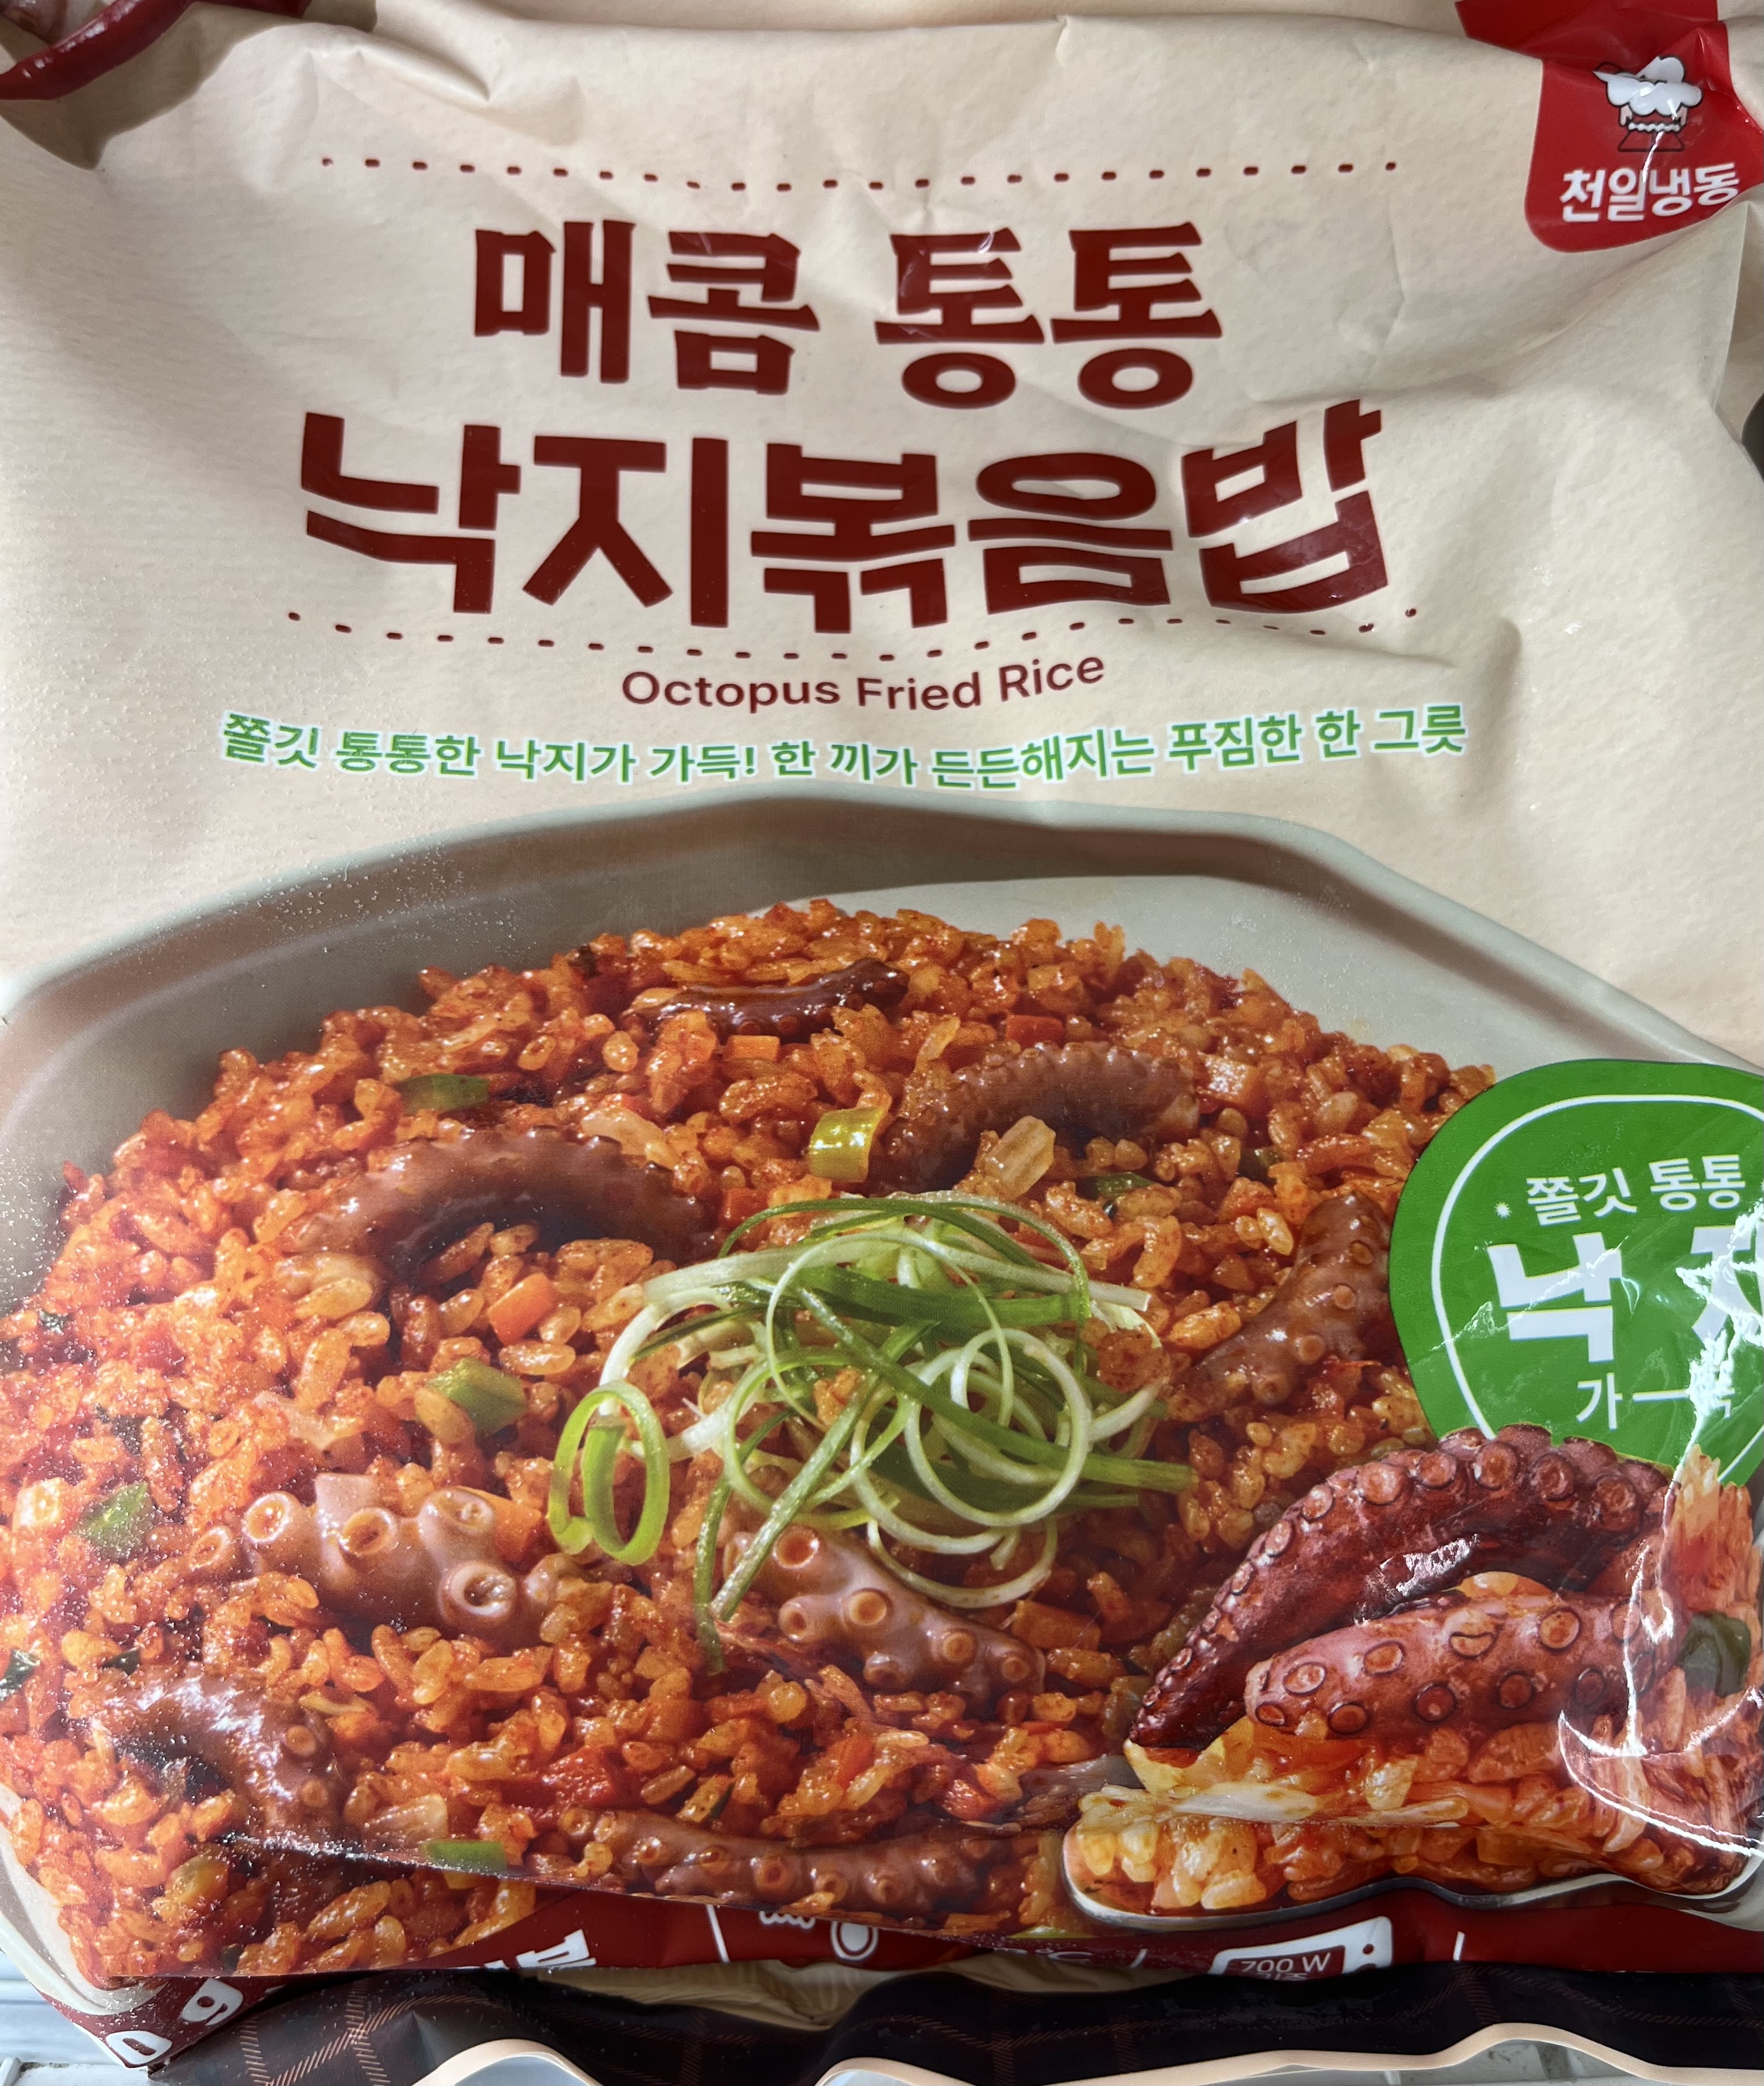 천일냉동
매콤 통통
낙지볶음밥
Octopus Fried Rice
쫄깃 통통한 낙지가 가득! 한 끼가 든든해지는 푸짐한 한 그릇
쫄깃 통통
낙지
700 W